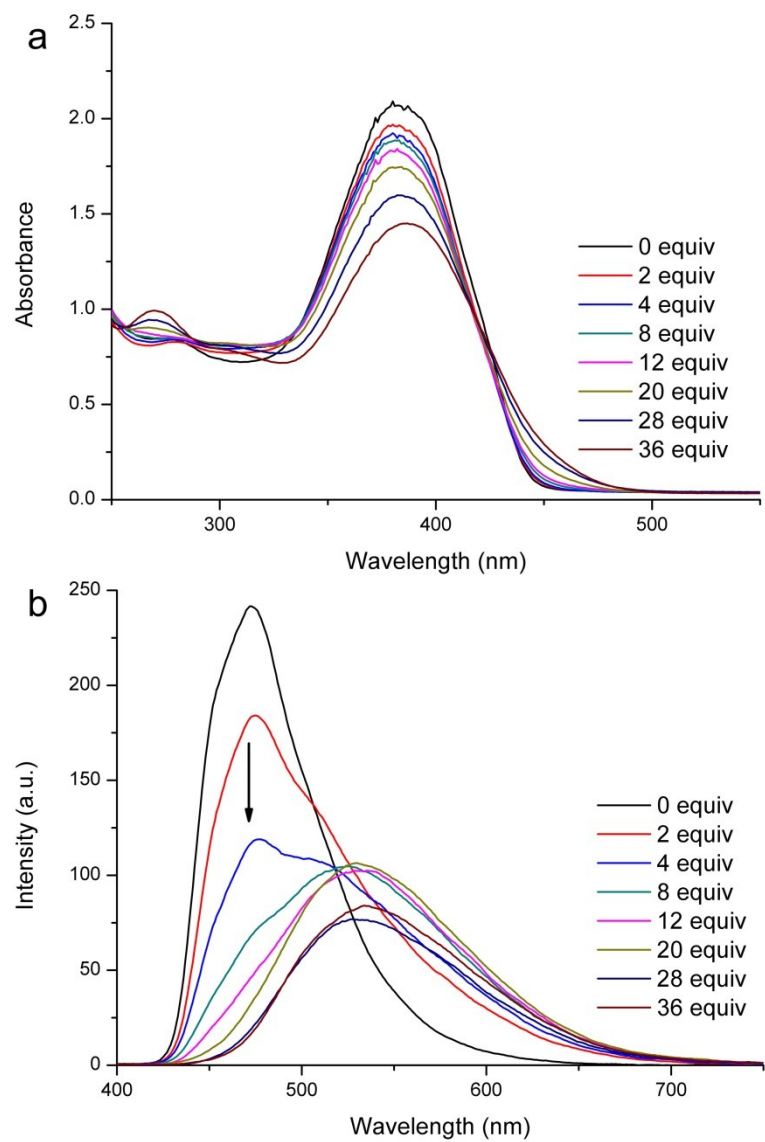 a
2.5
2.0
1.5
1.0
0.5
0.0
Absorbance
0 equiv
2 equiv
4 equiv
8 equiv
12 equiv
20 equiv
28 equiv
36 equiv
300 400 500
Wavelength (nm)
b
250
200
150
100
50
0
Intensity (a.u.)
0 equiv
2 equiv
4 equiv
8 equiv
12 equiv
20 equiv
28 equiv
36 equiv
400 500 600 700
Wavelength (nm)